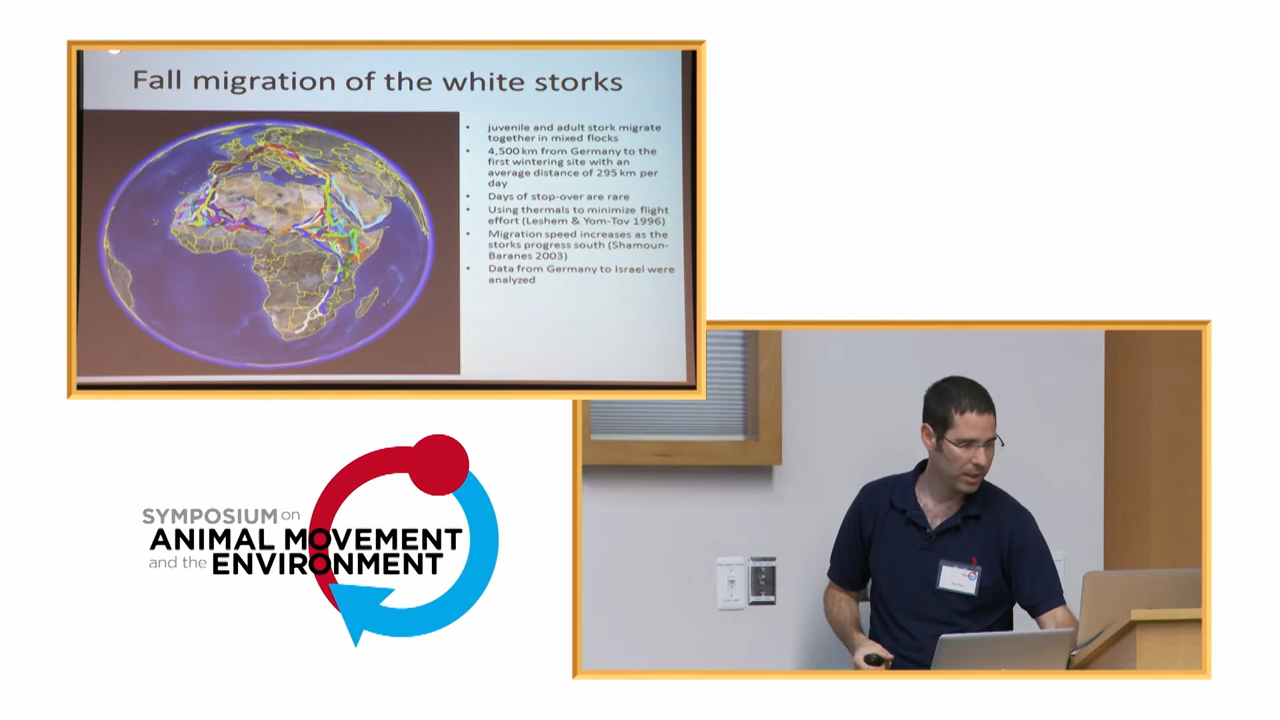 Fall migration of the white storks
• juvenile and adult stork migrate
together in mixed flocks
• 4,500 km from Germany to the
first wintering site with an
average distance of 295 km per
day
• Days of stop-over are rare
• Using thermals to minimize flight
effort (Leshem & Yom-Tov 1996)
• Migration speed increases as the
storks progress south (Shamoun-
Baranes 2003)
• Data from Germany to Israel were
analyzed
SYMPOSIUM on
ANIMAL MOVEMENT
and the ENVIRONMENT